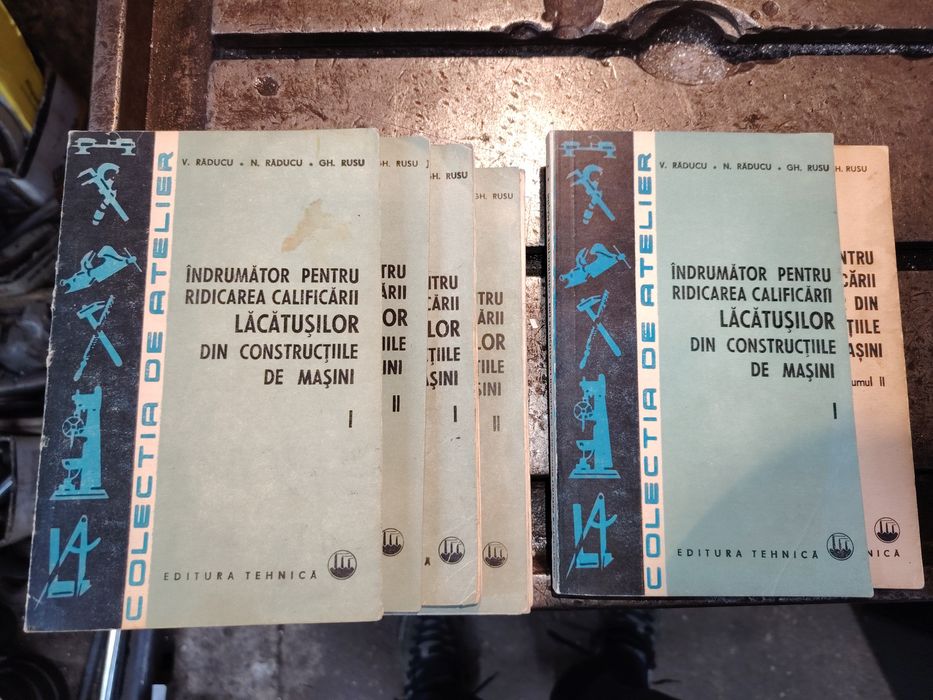 COLECȚIA DE ATELIER
V. RĂDUCU • N. RĂDUCU • GH. RUSU
ÎNDRUMĂTOR PENTRU
RIDICAREA CALIFICĂRII
LĂCĂTUȘILOR
DIN CONSTRUCȚIILE
DE MAȘINI
I
EDITURA TEHNICĂ
GH. RUSU
II
GH. RUSU
I
GH. RUSU
II
COLECȚIA DE ATELIER
V. RĂDUCU • N. RĂDUCU • GH. RUSU
ÎNDRUMĂTOR PENTRU
RIDICAREA CALIFICĂRII
LĂCĂTUȘILOR
DIN CONSTRUCȚIILE
DE MAȘINI
I
EDITURA TEHNICĂ
RUSU
DIN
II